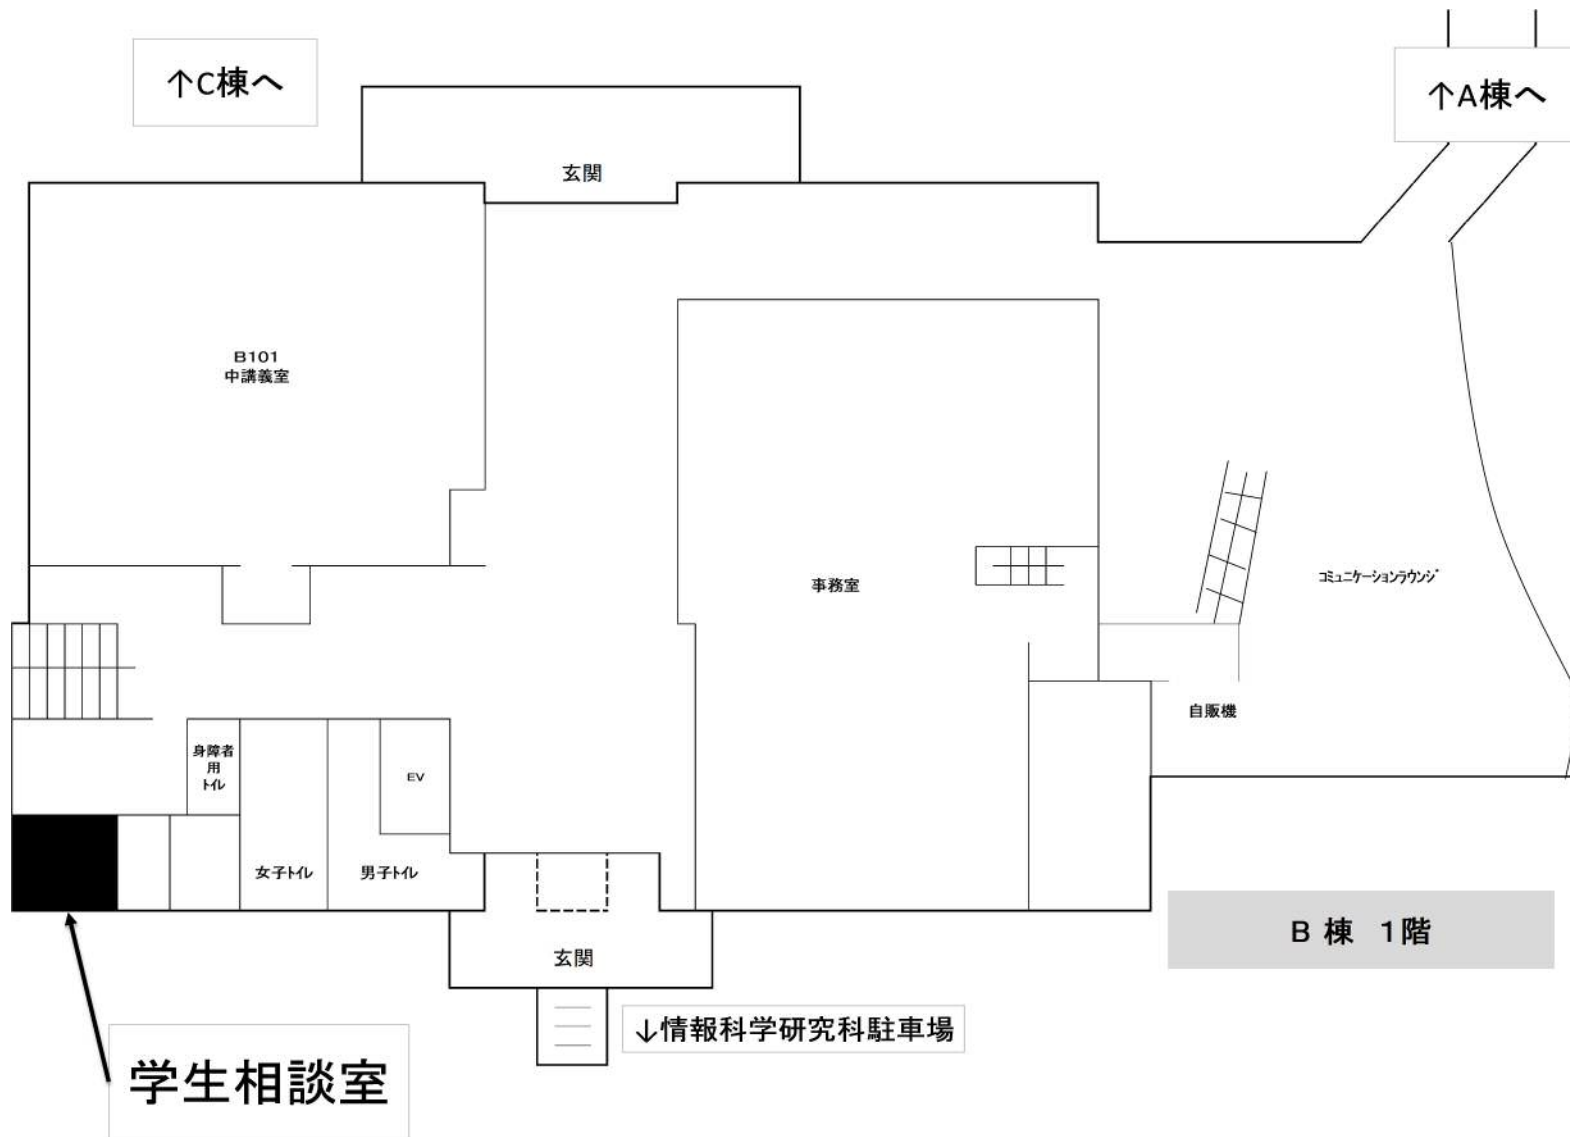 ↑C棟へ
↑A棟へ
玄関
B101
中講義室
事務室
コミュニケーションラウンジ
自販機
身障者
用
トイレ
EV
女子トイレ
男子トイレ
B 棟 1階
玄関
↓情報科学研究科駐車場
学生相談室